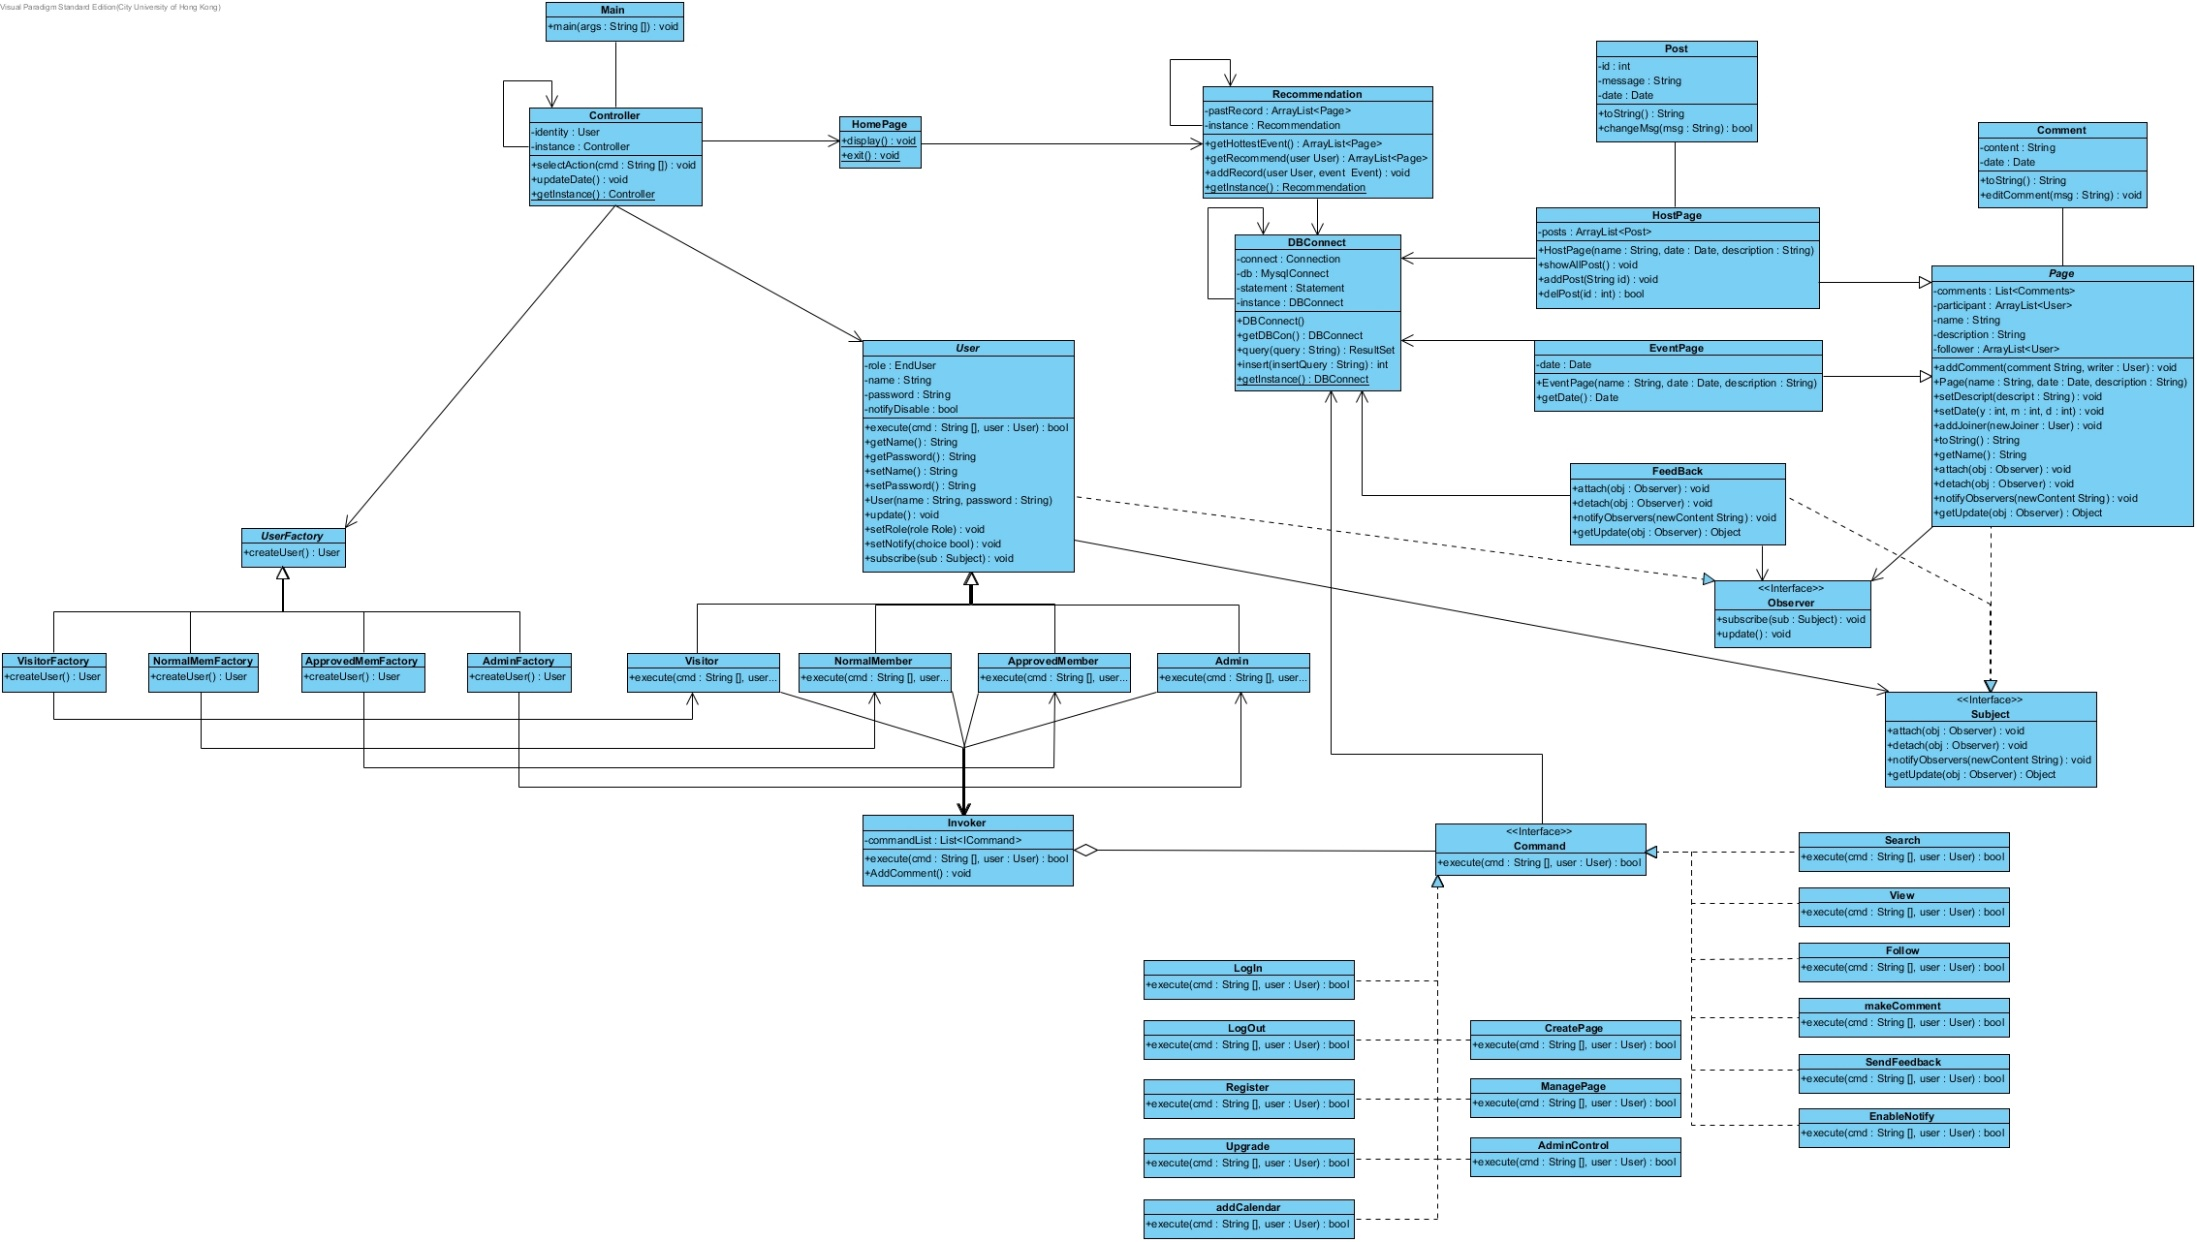 Visual Paradigm Standard Edition(City University of Hong Kong)
Main
+main(args : String []) : void
Controller
-identity : User
-instance : Controller
+selectAction(cmd : String []) : void
+updateDate() : void
+getInstance() : Controller
HomePage
+display() : void
+exit() : void
Recommendation
-pastRecord : ArrayList<Page>
-instance : Recommendation
+getHottestEvent() : ArrayList<Page>
+getRecommend(user User) : ArrayList<Page>
+addRecord(user User, event  Event) : void
+getInstance() : Recommendation
Post
-id : int
-message : String
-date : Date
+toString() : String
+changeMsg(msg : String) : bool
Comment
-content : String
-date : Date
+toString() : String
+editComment(msg : String) : void
HostPage
-posts : ArrayList<Post>
+HostPage(name : String, date : Date, description : String)
+showAllPost() : void
+addPost(String id) : void
+delPost(id : int) : bool
DBConnect
-connect : Connection
-db : MysqlConnect
-statement : Statement
-instance : DBConnect
+DBConnect()
+getDBCon() : DBConnect
+query(query : String) : ResultSet
+insert(insertQuery : String) : int
+getInstance() : DBConnect
Page
-comments : List<Comments>
-participant : ArrayList<User>
-name : String
-description : String
-follower : ArrayList<User>
+addComment(comment String, writer : User) : void
+Page(name : String, date : Date, description : String)
+setDescript(descript : String) : void
+setDate(y : int, m : int, d : int) : void
+addJoiner(newJoiner : User) : void
+toString() : String
+getName() : String
+attach(obj : Observer) : void
+detach(obj : Observer) : void
+notifyObservers(newContent String) : void
+getUpdate(obj : Observer) : Object
EventPage
-date : Date
+EventPage(name : String, date : Date, description : String)
+getDate() : Date
User
-role : EndUser
-name : String
-password : String
-notifyDisable : bool
+execute(cmd : String [], user : User) : bool
+getName() : String
+getPassword() : String
+setName() : String
+setPassword() : String
+User(name : String, password : String)
+update() : void
+setRole(role Role) : void
+setNotify(choice bool) : void
+subscribe(sub : Subject) : void
FeedBack
+attach(obj : Observer) : void
+detach(obj : Observer) : void
+notifyObservers(newContent String) : void
+getUpdate(obj : Observer) : Object
UserFactory
+createUser() : User
<<Interface>>
Observer
+subscribe(sub : Subject) : void
+update() : void
VisitorFactory
+createUser() : User
NormalMemFactory
+createUser() : User
ApprovedMemFactory
+createUser() : User
AdminFactory
+createUser() : User
Visitor
+execute(cmd : String [], user...
NormalMember
+execute(cmd : String [], user...
ApprovedMember
+execute(cmd : String [], user...
Admin
+execute(cmd : String [], user...
<<Interface>>
Subject
+attach(obj : Observer) : void
+detach(obj : Observer) : void
+notifyObservers(newContent String) : void
+getUpdate(obj : Observer) : Object
Invoker
-commandList : List<ICommand>
+execute(cmd : String [], user : User) : bool
+AddComment() : void
<<Interface>>
Command
+execute(cmd : String [], user : User) : bool
Search
+execute(cmd : String [], user : User) : bool
View
+execute(cmd : String [], user : User) : bool
Follow
+execute(cmd : String [], user : User) : bool
makeComment
+execute(cmd : String [], user : User) : bool
SendFeedback
+execute(cmd : String [], user : User) : bool
EnableNotify
+execute(cmd : String [], user : User) : bool
LogIn
+execute(cmd : String [], user : User) : bool
LogOut
+execute(cmd : String [], user : User) : bool
CreatePage
+execute(cmd : String [], user : User) : bool
Register
+execute(cmd : String [], user : User) : bool
ManagePage
+execute(cmd : String [], user : User) : bool
Upgrade
+execute(cmd : String [], user : User) : bool
AdminControl
+execute(cmd : String [], user : User) : bool
addCalendar
+execute(cmd : String [], user : User) : bool